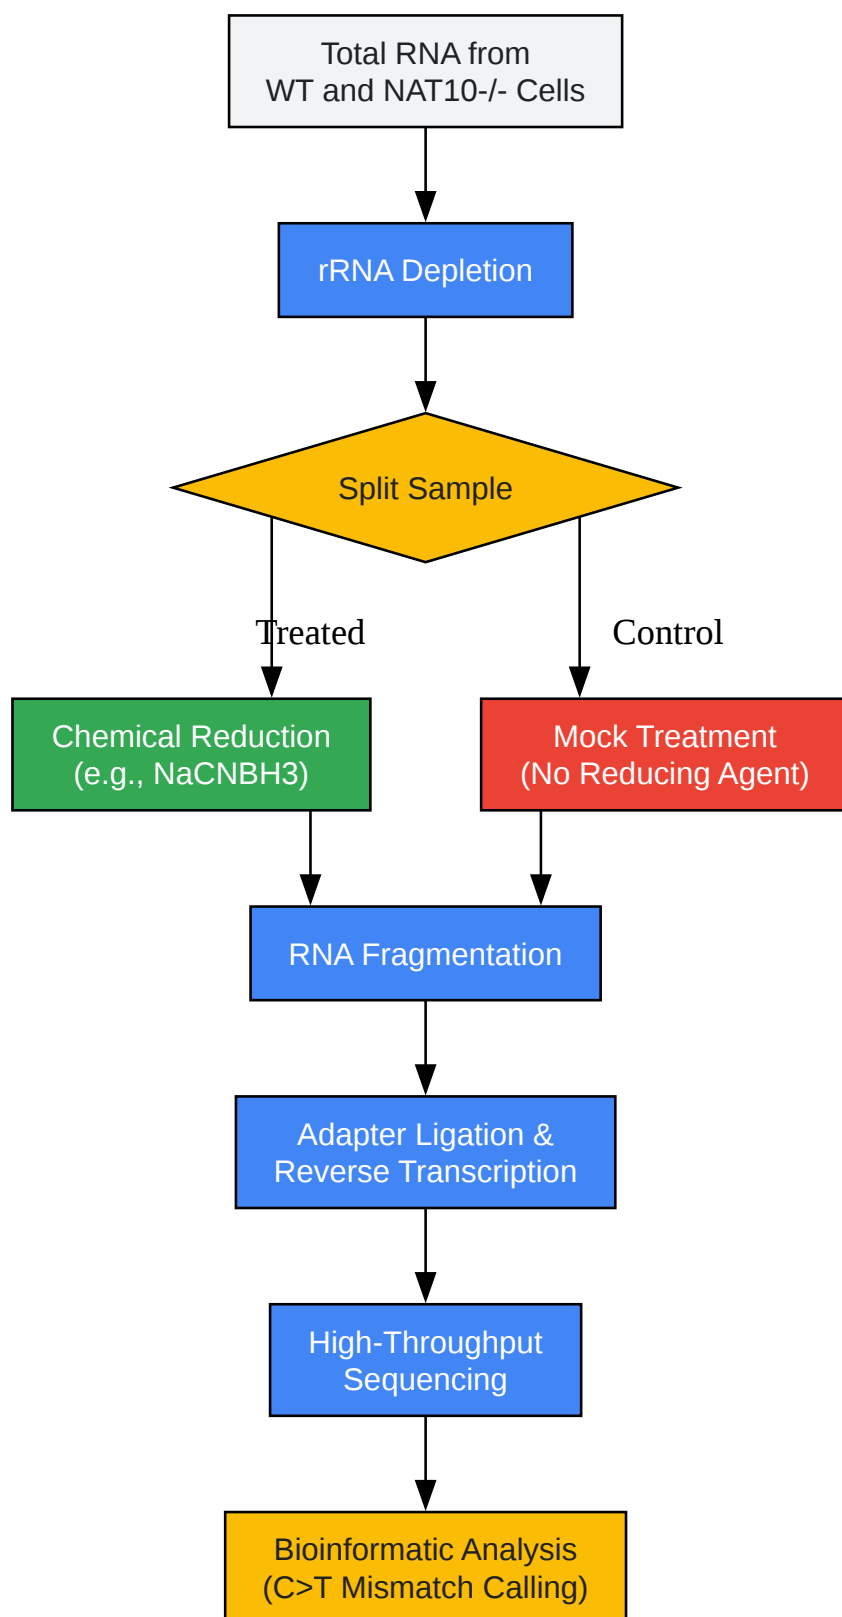 Total RNA from
WT and NAT10-/- Cells
rRNA Depletion
Split Sample
Treated
Control
Chemical Reduction
(e.g., NaCNBH3)
Mock Treatment
(No Reducing Agent)
RNA Fragmentation
Adapter Ligation &
Reverse Transcription
High-Throughput
Sequencing
Bioinformatic Analysis
(C>T Mismatch Calling)